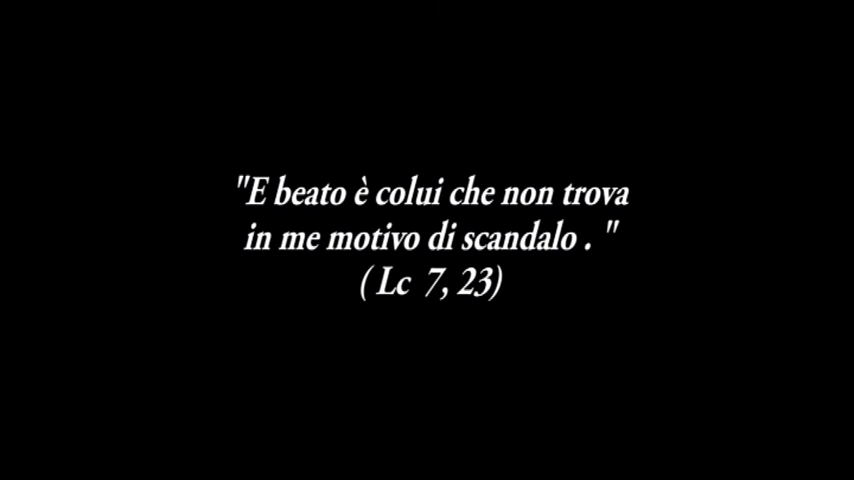 "E beato è colui che non trova
in me motivo di scandalo . "
( Lc 7, 23)